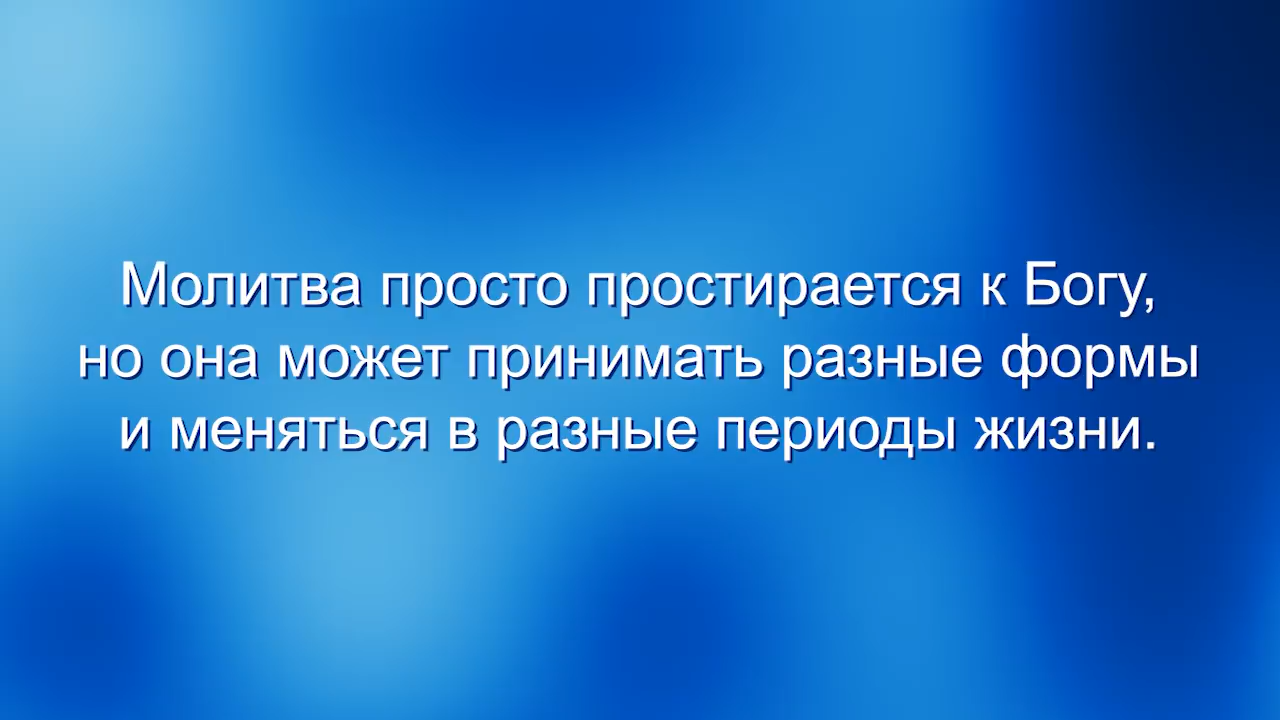 Молитва просто простирается к Богу,
но она может принимать разные формы
и меняться в разные периоды жизни.